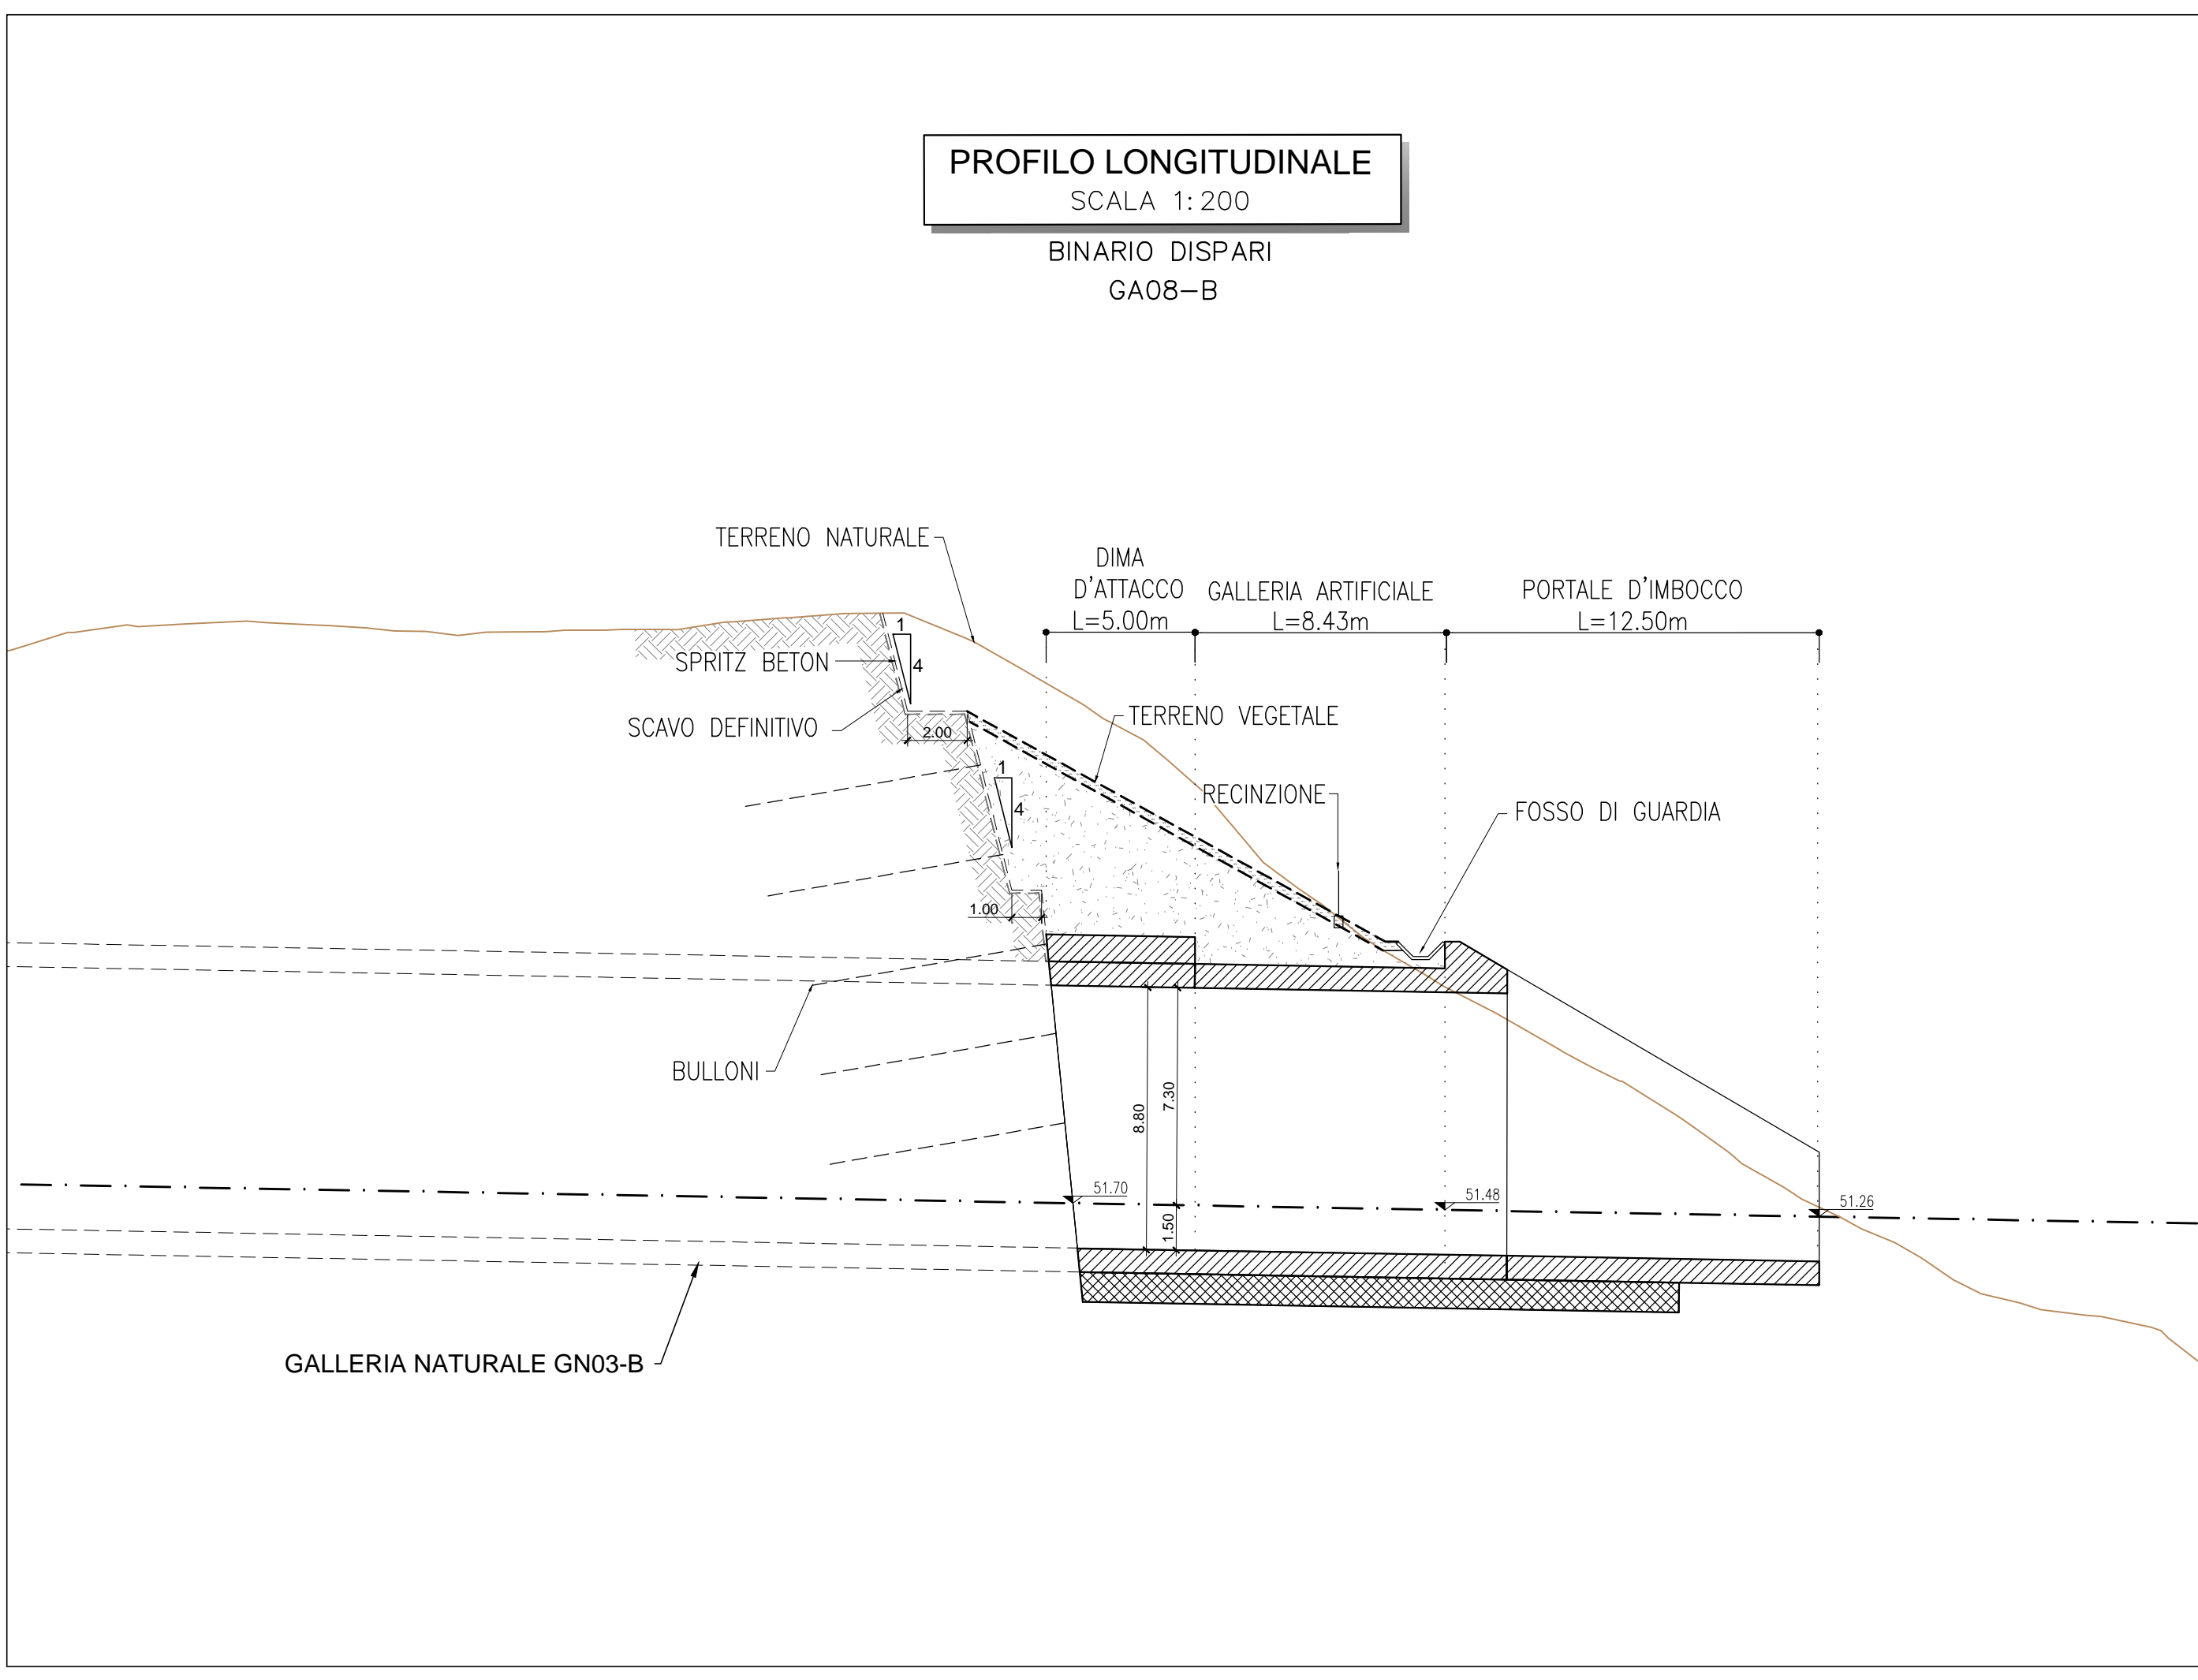 PROFILO LONGITUDINALE
SCALA 1:200
BINARIO DISPARI
GA08-B
TERRENO NATURALE
DIMA
D'ATTACCO
L=5.00m
GALLERIA ARTIFICIALE
L=8.43m
PORTALE D'IMBOCCO
L=12.50m
1
4
SPRITZ BETON
SCAVO DEFINITIVO
2.00
TERRENO VEGETALE
1
4
RECINZIONE
FOSSO DI GUARDIA
1.00
BULLONI
8.80
7.30
1.50
51.70
51.48
51.26
GALLERIA NATURALE GN03-B